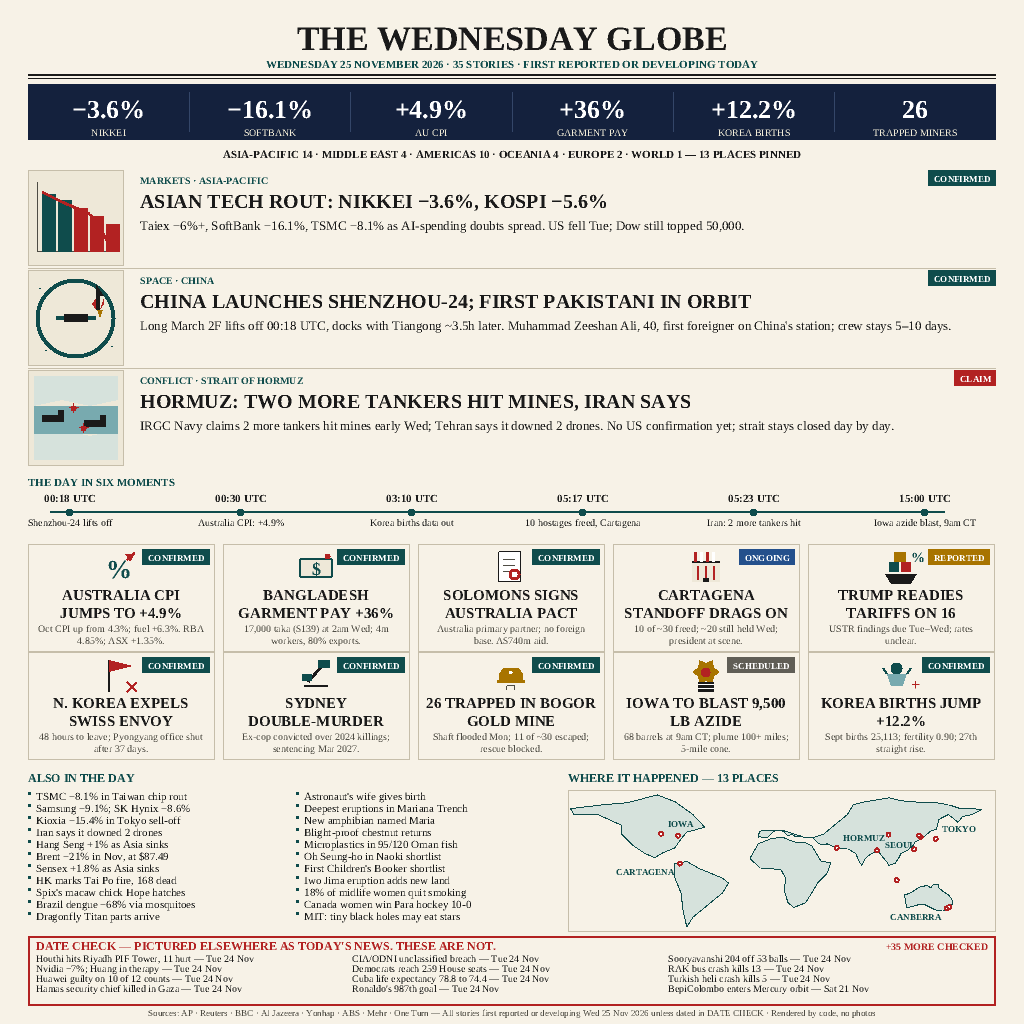 THE WEDNESDAY GLOBE
WEDNESDAY 25 NOVEMBER 2026 · 35 STORIES · FIRST REPORTED OR DEVELOPING TODAY
−3.6%
NIKKEI
−16.1%
SOFTBANK
+4.9%
AU CPI
+36%
GARMENT PAY
+12.2%
KOREA BIRTHS
26
TRAPPED MINERS
ASIA-PACIFIC 14 · MIDDLE EAST 4 · AMERICAS 10 · OCEANIA 4 · EUROPE 2 · WORLD 1 — 13 PLACES PINNED
MARKETS · ASIA-PACIFIC
CONFIRMED
ASIAN TECH ROUT: NIKKEI −3.6%, KOSPI −5.6%
Taiex −6%+, SoftBank −16.1%, TSMC −8.1% as AI-spending doubts spread. US fell Tue; Dow still topped 50,000.
SPACE · CHINA
CONFIRMED
CHINA LAUNCHES SHENZHOU-24; FIRST PAKISTANI IN ORBIT
Long March 2F lifts off 00:18 UTC, docks with Tiangong ~3.5h later. Muhammad Zeeshan Ali, 40, first foreigner on China's station; crew stays 5–10 days.
CONFLICT · STRAIT OF HORMUZ
CLAIM
HORMUZ: TWO MORE TANKERS HIT MINES, IRAN SAYS
IRGC Navy claims 2 more tankers hit mines early Wed; Tehran says it downed 2 drones. No US confirmation yet; strait stays closed day by day.
THE DAY IN SIX MOMENTS
00:18 UTC
Shenzhou-24 lifts off
00:30 UTC
Australia CPI: +4.9%
03:10 UTC
Korea births data out
05:17 UTC
10 hostages freed, Cartagena
05:23 UTC
Iran: 2 more tankers hit
15:00 UTC
Iowa azide blast, 9am CT
%
CONFIRMED
AUSTRALIA CPI
JUMPS TO +4.9%
Oct CPI up from 4.3%; fuel +6.3%. RBA
4.85%; ASX +1.35%.
$
CONFIRMED
BANGLADESH
GARMENT PAY +36%
17,000 taka ($139) at 2am Wed; 4m
workers, 80% exports.
CONFIRMED
SOLOMONS SIGNS
AUSTRALIA PACT
Australia primary partner; no foreign
base. A$740m aid.
ONGOING
CARTAGENA
STANDOFF DRAGS ON
10 of ~30 freed; ~20 still held Wed;
president at scene.
%
REPORTED
TRUMP READIES
TARIFFS ON 16
USTR findings due Tue–Wed; rates
unclear.
CONFIRMED
N. KOREA EXPELS
SWISS ENVOY
48 hours to leave; Pyongyang office shut
after 37 days.
CONFIRMED
SYDNEY
DOUBLE-MURDER
Ex-cop convicted over 2024 killings;
sentencing Mar 2027.
CONFIRMED
26 TRAPPED IN BOGOR
GOLD MINE
Shaft flooded Mon; 11 of ~30 escaped;
rescue blocked.
SCHEDULED
IOWA TO BLAST 9,500
LB AZIDE
68 barrels at 9am CT; plume 100+ miles;
5-mile cone.
CONFIRMED
KOREA BIRTHS JUMP
+12.2%
Sept births 25,113; fertility 0.90; 27th
straight rise.
ALSO IN THE DAY
TSMC −8.1% in Taiwan chip rout
Samsung −9.1%; SK Hynix −8.6%
Kioxia −15.4% in Tokyo sell-off
Iran says it downed 2 drones
Hang Seng +1% as Asia sinks
Brent −21% in Nov, at $87.49
Sensex +1.8% as Asia sinks
HK marks Tai Po fire, 168 dead
Spix's macaw chick Hope hatches
Brazil dengue −68% via mosquitoes
Dragonfly Titan parts arrive
Astronaut's wife gives birth
Deepest eruptions in Mariana Trench
New amphibian named Maria
Blight-proof chestnut returns
Microplastics in 95/120 Oman fish
Oh Seung-ho in Naoki shortlist
First Children's Booker shortlist
Iwo Jima eruption adds new land
18% of midlife women quit smoking
Canada women win Para hockey 10-0
MIT: tiny black holes may eat stars
WHERE IT HAPPENED — 13 PLACES
IOWA
CARTAGENA
HORMUZ
SEOUL
TOKYO
CANBERRA
DATE CHECK — PICTURED ELSEWHERE AS TODAY'S NEWS. THESE ARE NOT.
+35 MORE CHECKED
Houthi hits Riyadh PIF Tower, 11 hurt — Tue 24 Nov
Nvidia −7%; Huang in therapy — Tue 24 Nov
Huawei guilty on 10 of 12 counts — Tue 24 Nov
Hamas security chief killed in Gaza — Tue 24 Nov
CIA/ODNI unclassified breach — Tue 24 Nov
Democrats reach 259 House seats — Tue 24 Nov
Cuba life expectancy 78.8 to 74.4 — Tue 24 Nov
Ronaldo's 987th goal — Tue 24 Nov
Sooryavanshi 204 off 53 balls — Tue 24 Nov
RAK bus crash kills 13 — Tue 24 Nov
Turkish heli crash kills 5 — Tue 24 Nov
BepiColombo enters Mercury orbit — Sat 21 Nov
Sources: AP · Reuters · BBC · Al Jazeera · Yonhap · ABS · Mehr · One Turn — All stories first reported or developing Wed 25 Nov 2026 unless dated in DATE CHECK · Rendered by code, no photos